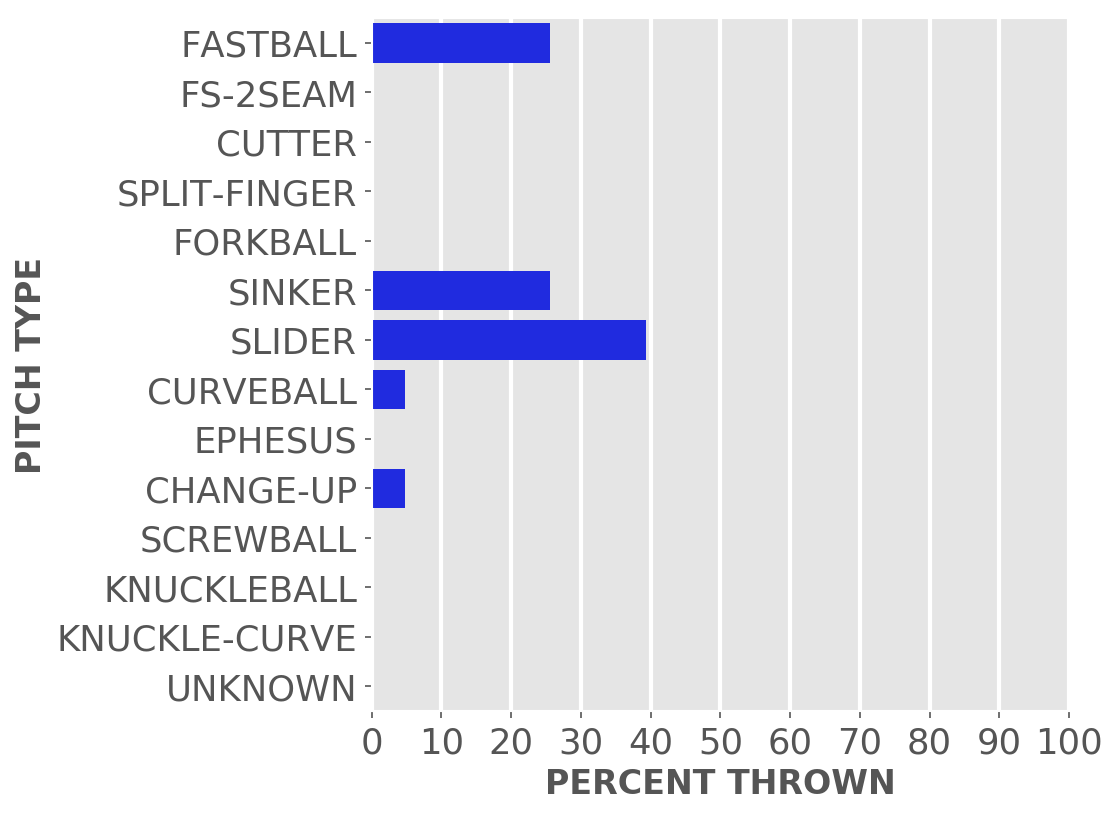 FASTBALL
FS-2SEAM
CUTTER
SPLIT-FINGER
FORKBALL
SINKER
SLIDER
CURVEBALL
EPHESUS
CHANGE-UP
SCREWBALL
KNUCKLEBALL
KNUCKLE-CURVE
UNKNOWN
PITCH TYPE
0 10 20 30 40 50 60 70 80 90 100
PERCENT THROWN